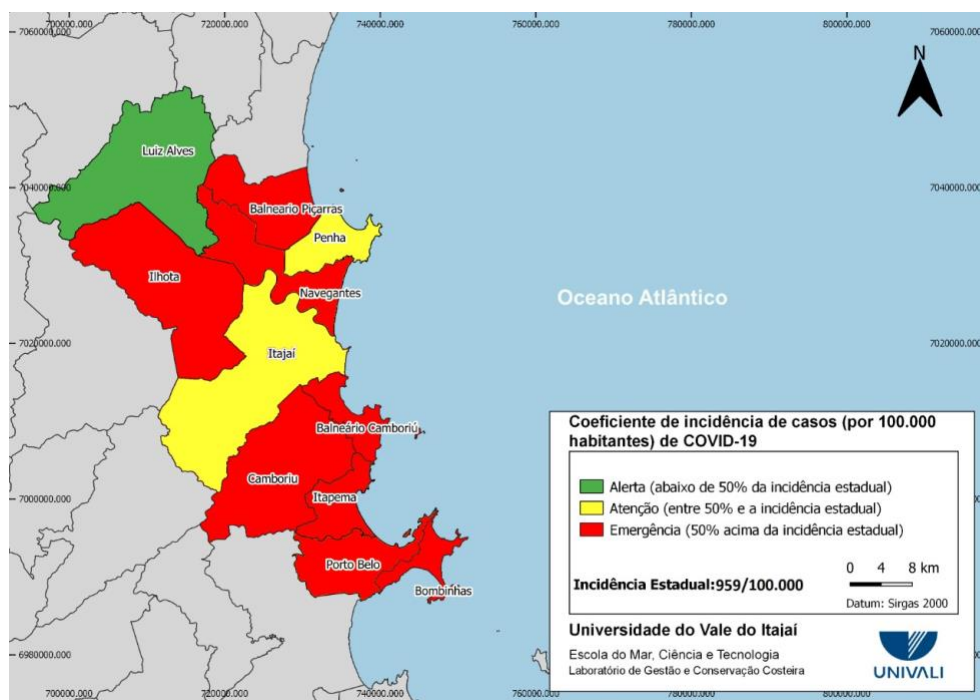 700000.000 720000.000 740000.000 760000.000 780000.000 800000.000
7060000.000 7060000.000
N
Luiz Alves
7040000.000 7040000.000
Balneario Piçarras
Penha
Ilhota
Navegantes
Oceano Atlântico
7020000.000 7020000.000
Itajaí
Balneário Camboriú
Camboriu
Itapema
7000000.000
Porto Belo
Bombinhas
6980000.000
700000.000 720000.000 740000.000 760000.000 780000.000 800000.000
Coeficiente de incidência de casos (por 100.000
habitantes) de COVID-19
Alerta (abaixo de 50% da incidência estadual)
Atenção (entre 50% e a incidência estadual)
Emergência (50% acima da incidência estadual)
Incidência Estadual:959/100.000
0 4 8 km
Datum: Sirgas 2000
Universidade do Vale do Itajaí
Escola do Mar, Ciência e Tecnologia
Laboratório de Gestão e Conservação Costeira
UNIVALI